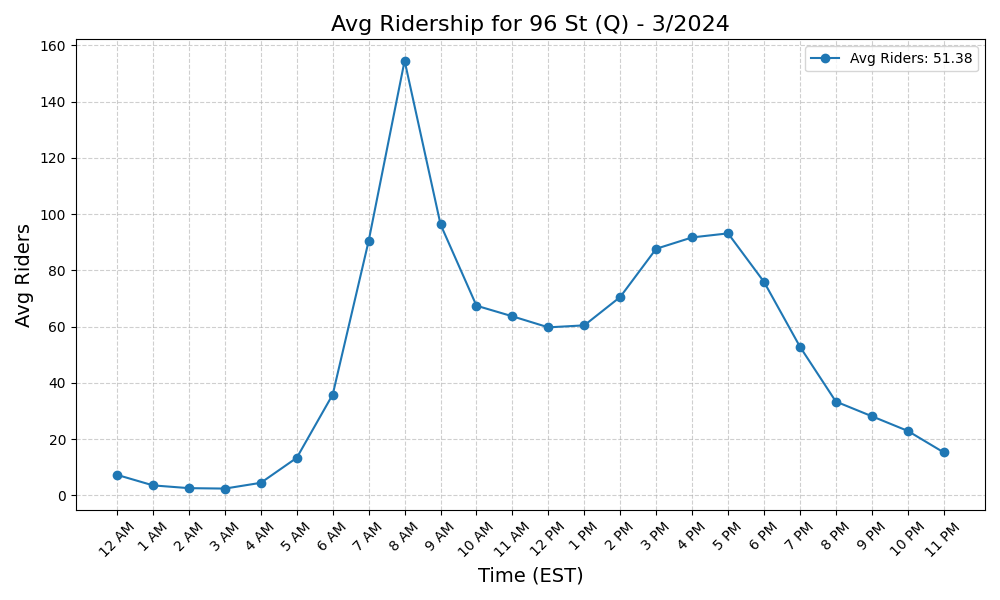 Avg Ridership for 96 St (Q) - 3/2024
Avg Riders: 51.38
160
140
120
100
80
60
40
20
0
Avg Riders
12 AM
1 AM
2 AM
3 AM
4 AM
5 AM
6 AM
7 AM
8 AM
9 AM
10 AM
11 AM
12 PM
1 PM
2 PM
3 PM
4 PM
5 PM
6 PM
7 PM
8 PM
9 PM
10 PM
11 PM
Time (EST)